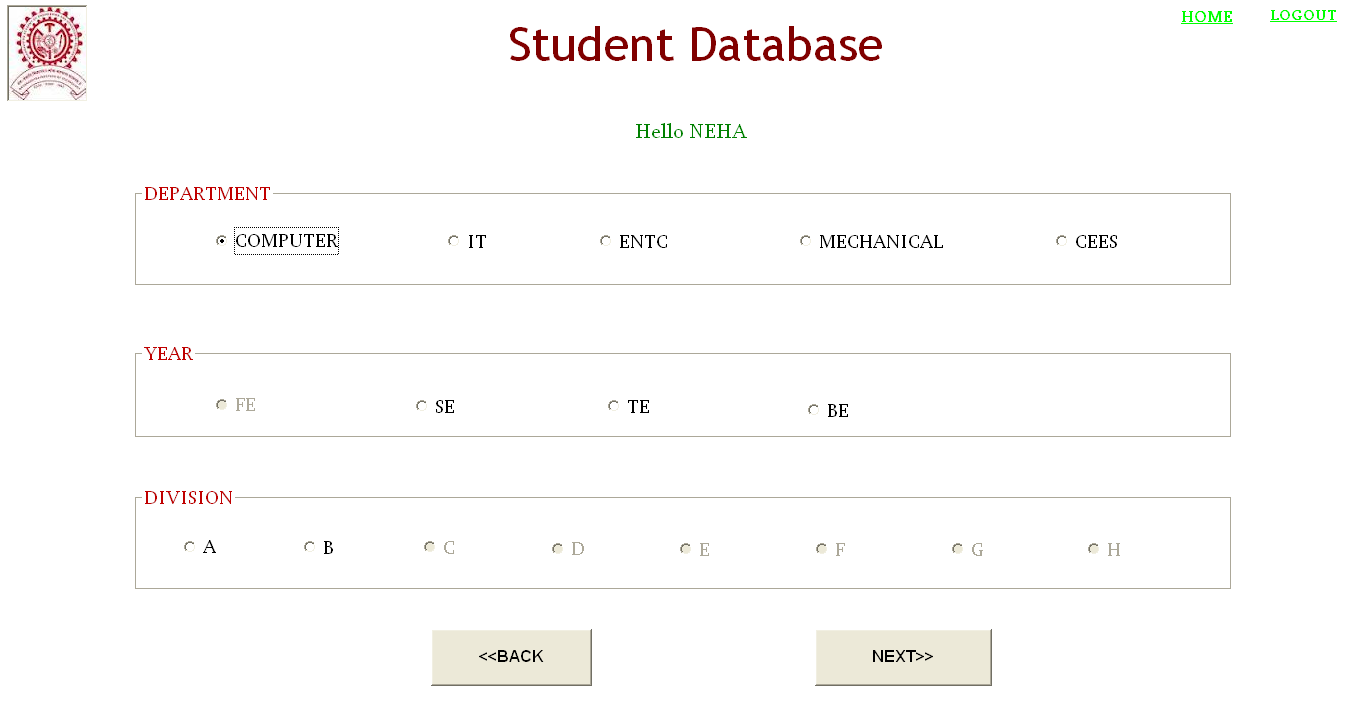 HOME LOGOUT
Student Database
Hello NEHA
DEPARTMENT
COMPUTER IT ENTC MECHANICAL CEES
YEAR
FE SE TE BE
DIVISION
A B C D E F G H
<<BACK NEXT>>